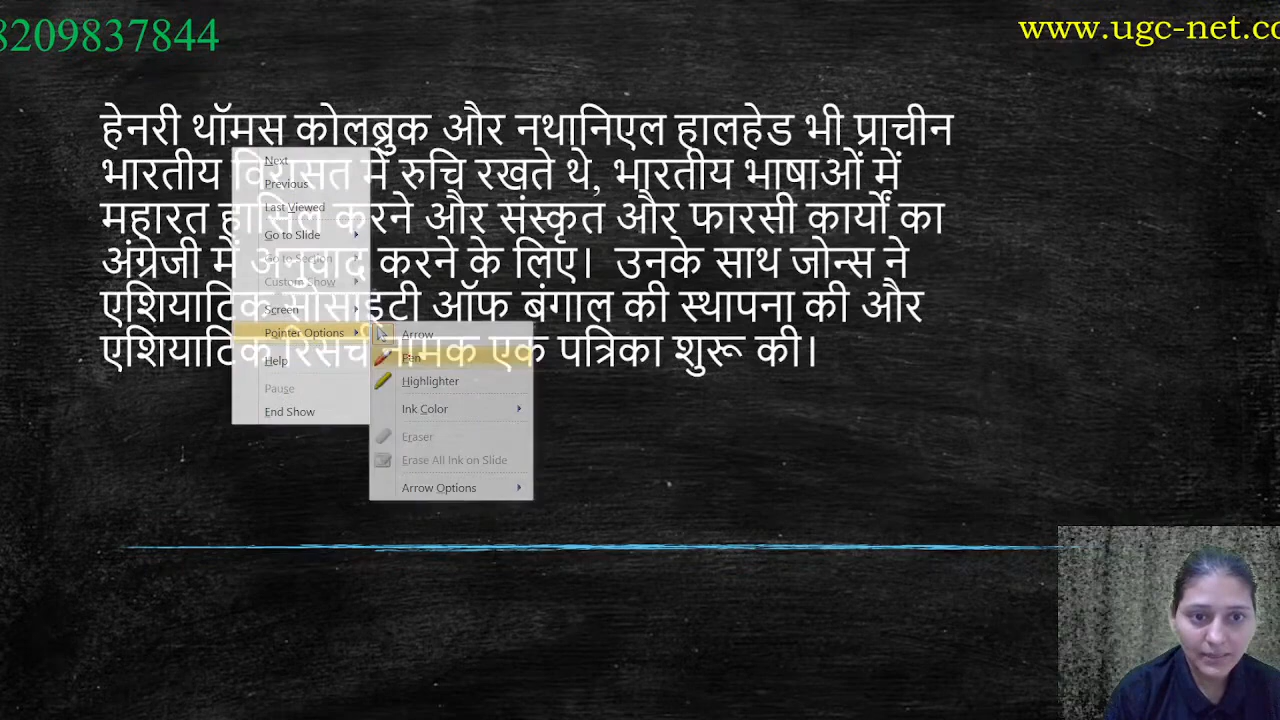 8209837844
www.ugc-net.co
हेनरी थॉमस कोलब्रुक और नथानिएल हालहेड भी प्राचीन
भारतीय विरासत में रुचि रखते थे, भारतीय भाषाओं में
महारत हासिल करने और संस्कृत और फारसी कार्यों का
अंग्रेजी में अनुवाद करने के लिए।  उनके साथ जोन्स ने
एशियाटिक सोसाइटी ऑफ बंगाल की स्थापना की और
एशियाटिक रिसर्च नामक एक पत्रिका शुरू की।
Next
Previous
Last Viewed
Go to Slide
Go to Section
Custom Show
Screen
Pointer Options
Help
Pause
End Show
Arrow
Pen
Highlighter
Ink Color
Eraser
Erase All Ink on Slide
Arrow Options